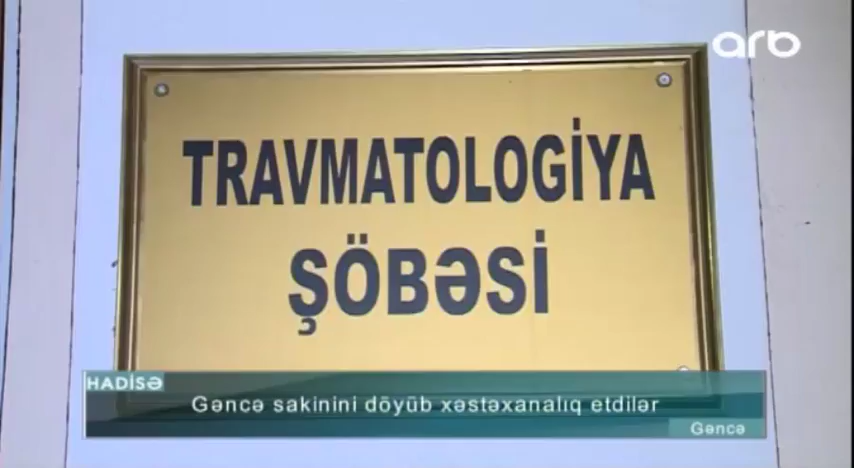 arb
TRAVMATOLOGİYA
ŞÖBƏSİ
HADİSƏ
Gəncə sakinini döyüb xəstəxanalıq etdilər
Gəncə